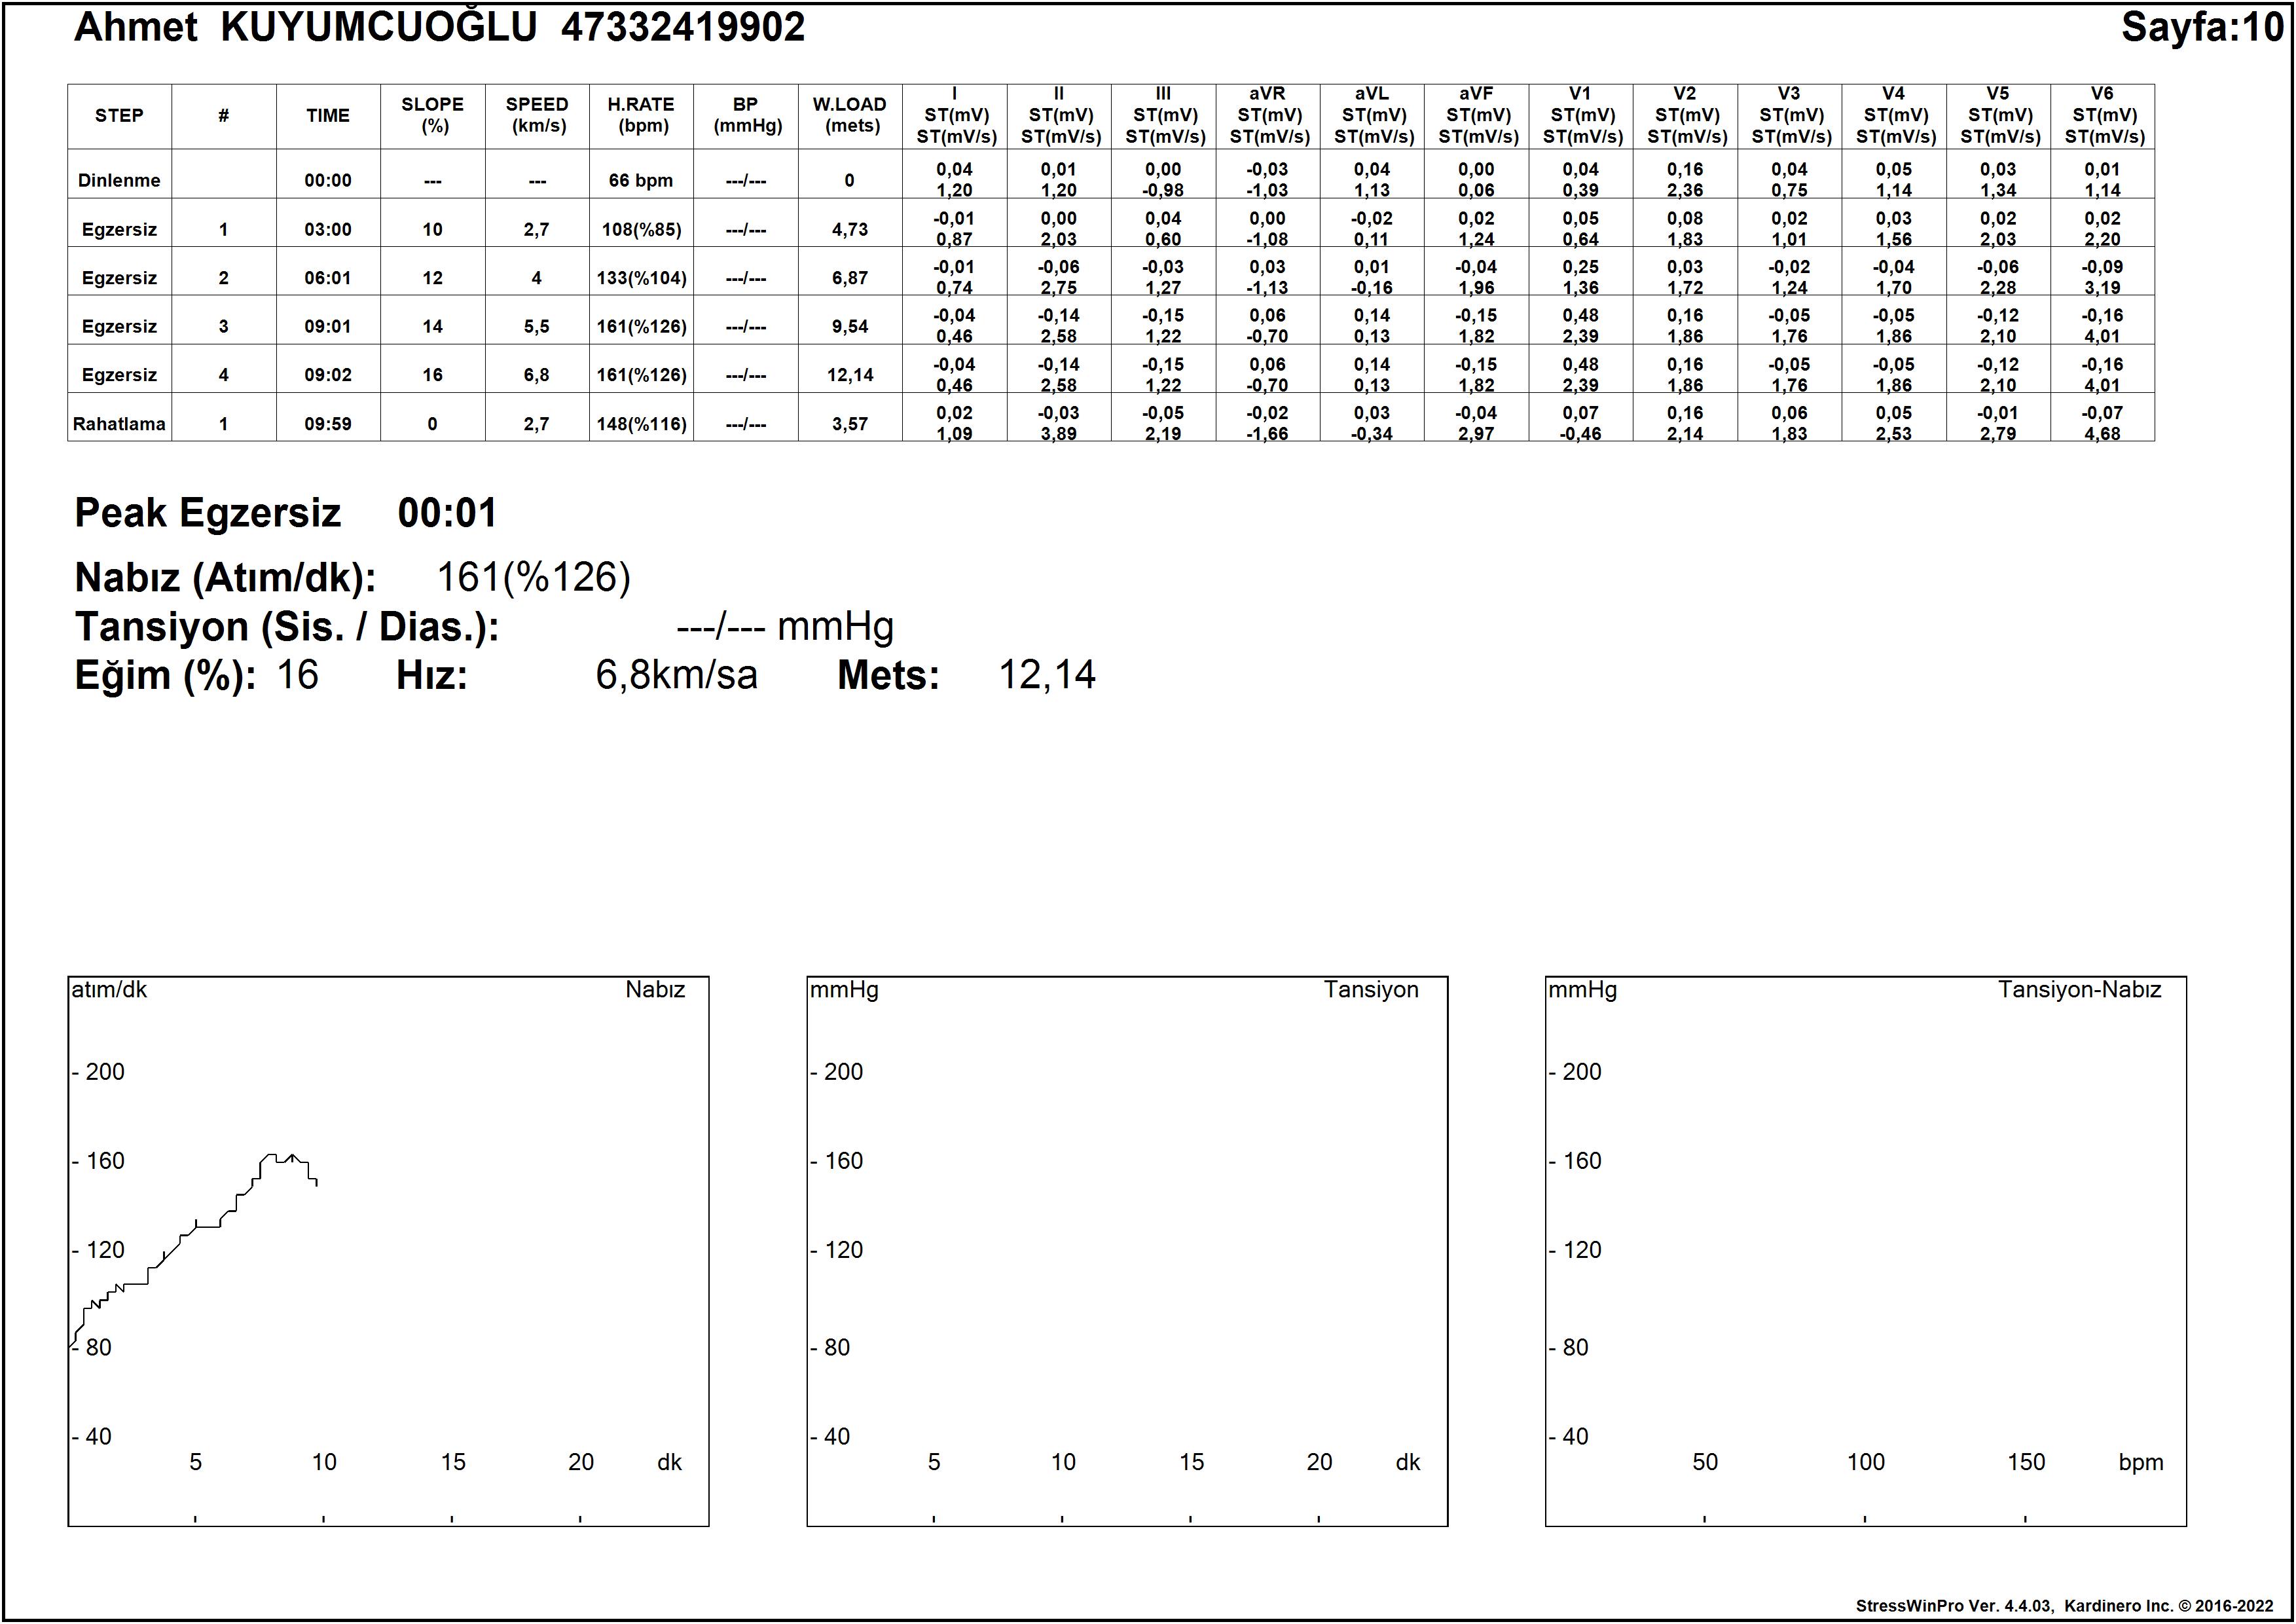 Ahmet KUYUMCUOĞLU 47332419902 Sayfa:10
STEP # TIME SLOPE (%) SPEED (km/s) H.RATE (bpm) BP (mmHg) W.LOAD (mets) I ST(mV) ST(mV/s) II ST(mV) ST(mV/s) III ST(mV) ST(mV/s) aVR ST(mV) ST(mV/s) aVL ST(mV) ST(mV/s) aVF ST(mV) ST(mV/s) V1 ST(mV) ST(mV/s) V2 ST(mV) ST(mV/s) V3 ST(mV) ST(mV/s) V4 ST(mV) ST(mV/s) V5 ST(mV) ST(mV/s) V6 ST(mV) ST(mV/s)
Dinlenme 00:00 --- --- 66 bpm ---/--- 0 0,04 1,20 0,01 1,20 0,00 -0,98 -0,03 -1,03 0,04 1,13 0,00 0,06 0,04 0,39 0,16 2,36 0,04 0,75 0,05 1,14 0,03 1,34 0,01 1,14
Egzersiz 1 03:00 10 2,7 108(%85) ---/--- 4,73 -0,01 0,87 0,00 2,03 0,04 0,60 0,00 -1,08 -0,02 0,11 0,02 1,24 0,05 0,64 0,08 1,83 0,02 1,01 0,03 1,56 0,02 2,03 0,02 2,20
Egzersiz 2 06:01 12 4 133(%104) ---/--- 6,87 -0,01 0,74 -0,06 2,75 -0,03 1,27 0,03 -1,13 0,01 -0,16 -0,04 1,96 0,25 1,36 0,03 1,72 -0,02 1,24 -0,04 1,70 -0,06 2,28 -0,09 3,19
Egzersiz 3 09:01 14 5,5 161(%126) ---/--- 9,54 -0,04 0,46 -0,14 2,58 -0,15 1,22 0,06 -0,70 0,14 0,13 -0,15 1,82 0,48 2,39 0,16 1,86 -0,05 1,76 -0,05 1,86 -0,12 2,10 -0,16 4,01
Egzersiz 4 09:02 16 6,8 161(%126) ---/--- 12,14 -0,04 0,46 -0,14 2,58 -0,15 1,22 0,06 -0,70 0,14 0,13 -0,15 1,82 0,48 2,39 0,16 1,86 -0,05 1,76 -0,05 1,86 -0,12 2,10 -0,16 4,01
Rahatlama 1 09:59 0 2,7 148(%116) ---/--- 3,57 0,02 1,09 -0,03 3,89 -0,05 2,19 -0,02 -1,66 0,03 -0,34 -0,04 2,97 0,07 -0,46 0,16 2,14 0,06 1,83 0,05 2,53 -0,01 2,79 -0,07 4,68
Peak Egzersiz 00:01
Nabız (Atım/dk): 161(%126)
Tansiyon (Sis. / Dias.): ---/--- mmHg
Eğim (%): 16 Hız: 6,8km/sa Mets: 12,14
atım/dk Nabız
- 200
- 160
- 120
- 80
- 40
5 10 15 20 dk
mmHg Tansiyon
- 200
- 160
- 120
- 80
- 40
5 10 15 20 dk
mmHg Tansiyon-Nabız
- 200
- 160
- 120
- 80
- 40
50 100 150 bpm
StressWinPro Ver. 4.4.03, Kardinero Inc. © 2016-2022